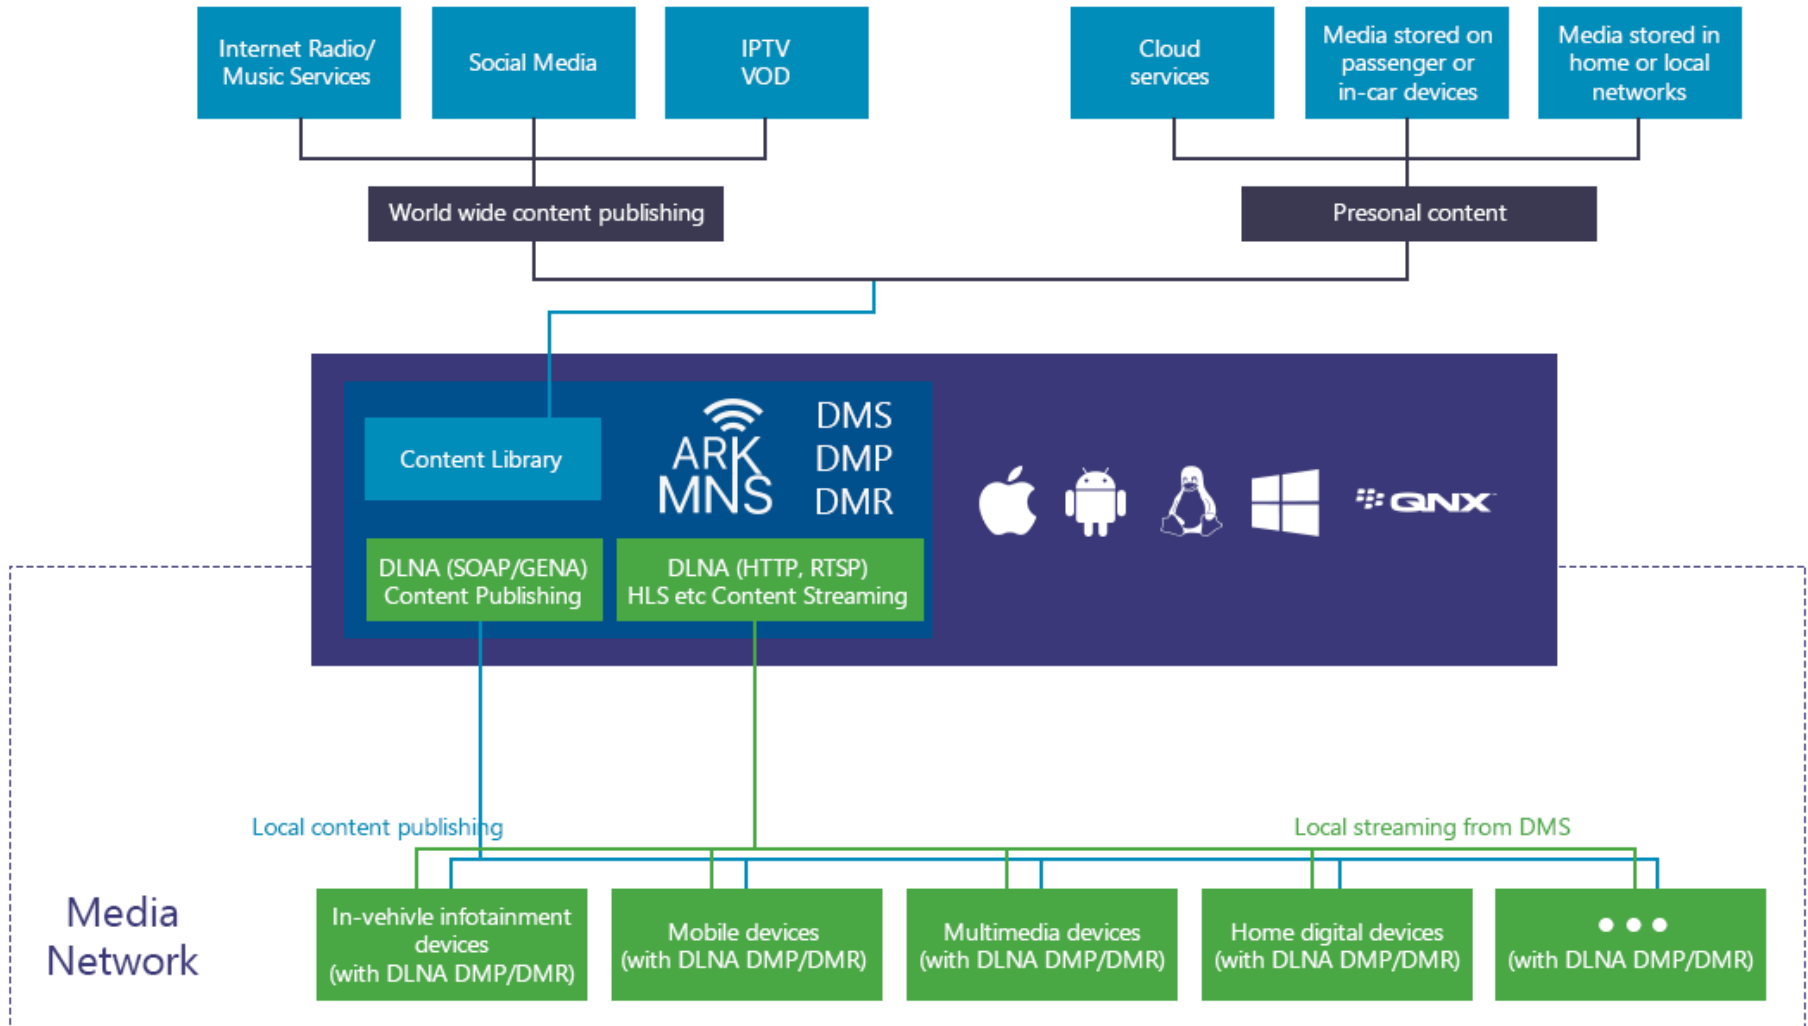 Internet Radio/
Music Services
Social Media
IPTV
VOD
Cloud
services
Media stored on
passenger or
in-car devices
Media stored in
home or local
networks
World wide content publishing
Presonal content
Content Library
ARK
MNS
DMS
DMP
DMR
QNX
DLNA (SOAP/GENA)
Content Publishing
DLNA (HTTP, RTSP)
HLS etc Content Streaming
Local content publishing
Local streaming from DMS
Media
Network
In-vehivle infotainment
devices
(with DLNA DMP/DMR)
Mobile devices
(with DLNA DMP/DMR)
Multimedia devices
(with DLNA DMP/DMR)
Home digital devices
(with DLNA DMP/DMR)
● ● ●
(with DLNA DMP/DMR)